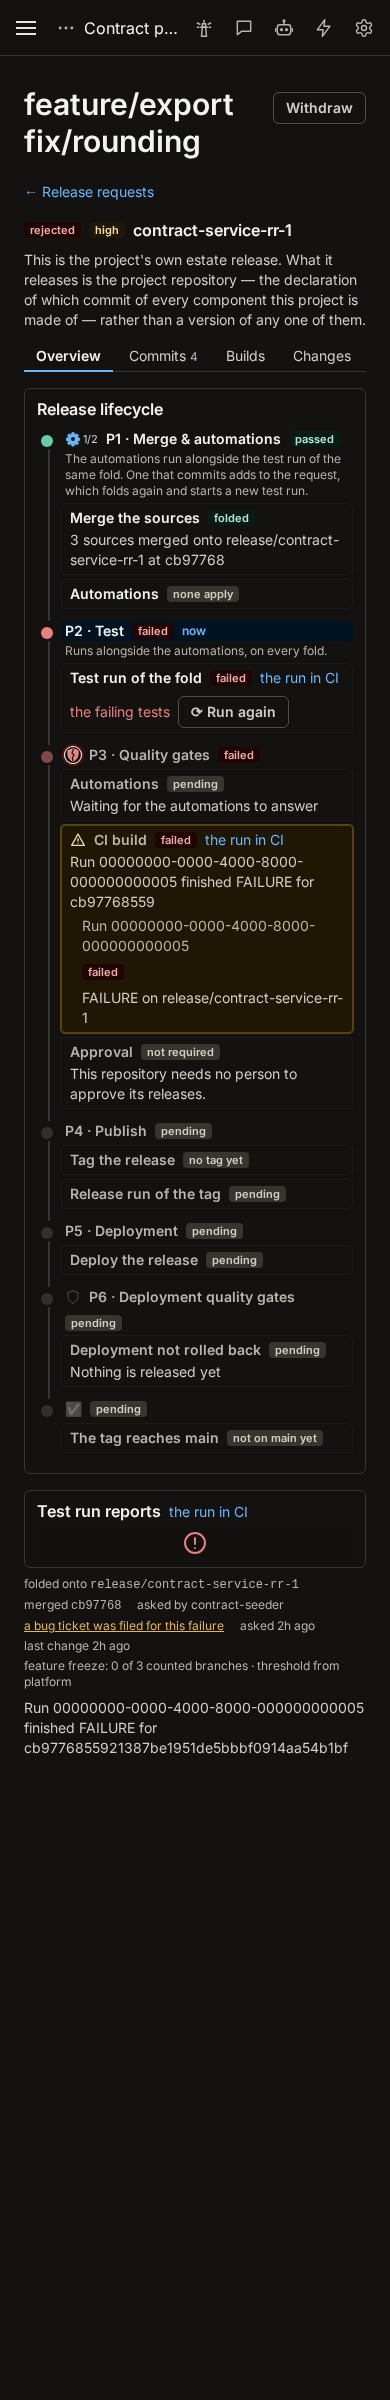 Contract p...
feature/export
fix/rounding
Withdraw
← Release requests
rejected high contract-service-rr-1
This is the project's own estate release. What it
releases is the project repository — the declaration
of which commit of every component this project is
made of — rather than a version of any one of them.
Overview Commits 4 Builds Changes
Release lifecycle
1/2 P1 · Merge & automations passed
The automations run alongside the test run of the
same fold. One that commits adds to the request,
which folds again and starts a new test run.
Merge the sources folded
3 sources merged onto release/contract-
service-rr-1 at cb97768
Automations none apply
P2 · Test failed now
Runs alongside the automations, on every fold.
Test run of the fold failed the run in CI
the failing tests ⟳ Run again
P3 · Quality gates failed
Automations pending
Waiting for the automations to answer
CI build failed the run in CI
Run 00000000-0000-4000-8000-
000000000005 finished FAILURE for
cb97768559
Run 00000000-0000-4000-8000-
000000000005
failed
FAILURE on release/contract-service-rr-
1
Approval not required
This repository needs no person to
approve its releases.
P4 · Publish pending
Tag the release no tag yet
Release run of the tag pending
P5 · Deployment pending
Deploy the release pending
P6 · Deployment quality gates
pending
Deployment not rolled back pending
Nothing is released yet
pending
The tag reaches main not on main yet
Test run reports the run in CI
folded onto release/contract-service-rr-1
merged cb97768 asked by contract-seeder
a bug ticket was filed for this failure asked 2h ago
last change 2h ago
feature freeze: 0 of 3 counted branches · threshold from
platform
Run 00000000-0000-4000-8000-000000000005
finished FAILURE for
cb9776855921387be1951de5bbbf0914aa54b1bf